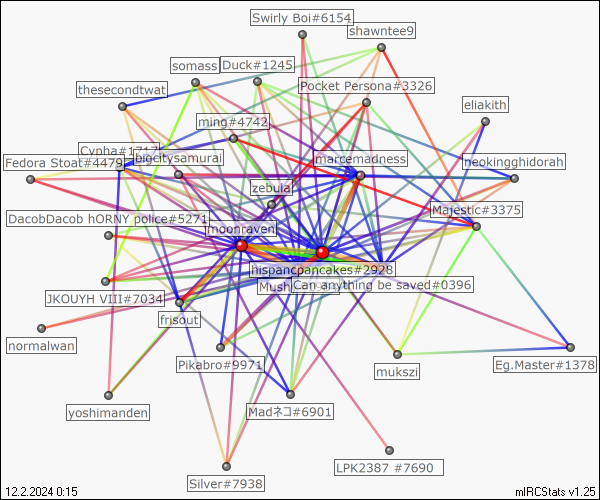 Swirly Boi#6154
shawntee9
somass
Duck#1245
thesecondtwat
Pocket Persona#3326
eliakith
ming#4742
Cypha#1717
Fedora Stoat#4479
bigcitysamurai
marcemadness
neokingghidorah
zebular
DacobDacob hORNY police#5271
moonraven
Majestic#3375
hispancpancakes#2928
Can anything be saved#0396
JKOUYH VIII#7034
frisout
normalwan
Pikabro#9971
mukszi
Eg.Master#1378
yoshimanden
Madネコ#6901
LPK2387 #7690
Silver#7938
12.2.2024 0:15
mIRCStats v1.25